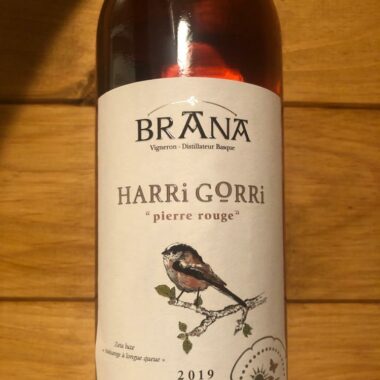 BRANA
Vigneron - Distillateur Basque
HARRi GORRi
"pierre rouge"
« mésange à longue queue »
2019